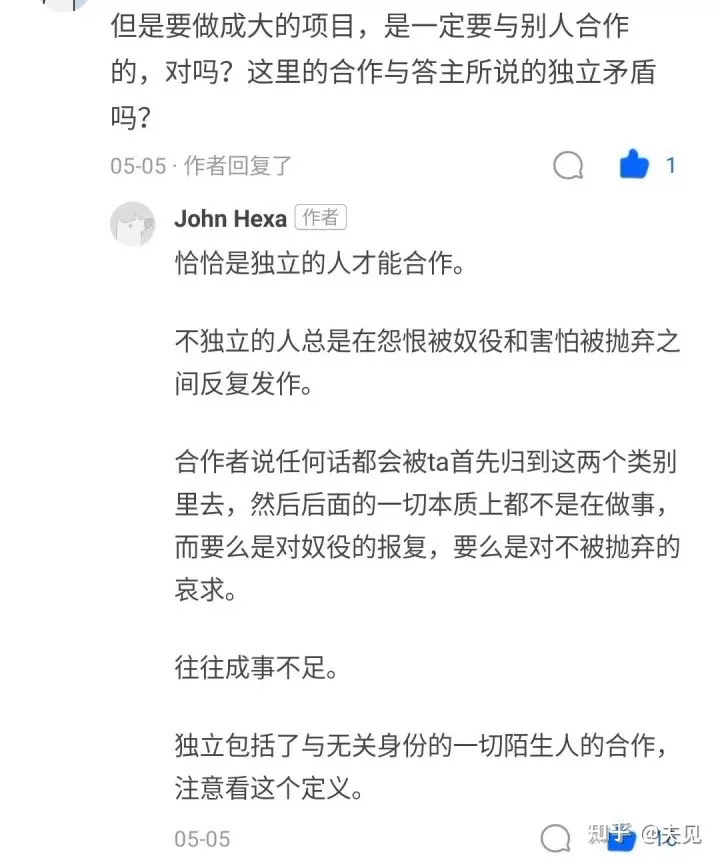 但是要做成大的项目，是一定要与别人合作
的，对吗？这里的合作与答主所说的独立矛盾
吗？
05-05 · 作者回复了
1
John Hexa 作者
恰恰是独立的人才能合作。
不独立的人总是在怨恨被奴役和害怕被抛弃之
间反复发作。
合作者说任何话都会被ta首先归到这两个类别
里去，然后后面的一切本质上都不是在做事，
而要么是对奴役的报复，要么是对不被抛弃的
哀求。
往往成事不足。
独立包括了与无关身份的一切陌生人的合作，
注意看这个定义。
05-05
知乎 @夫见